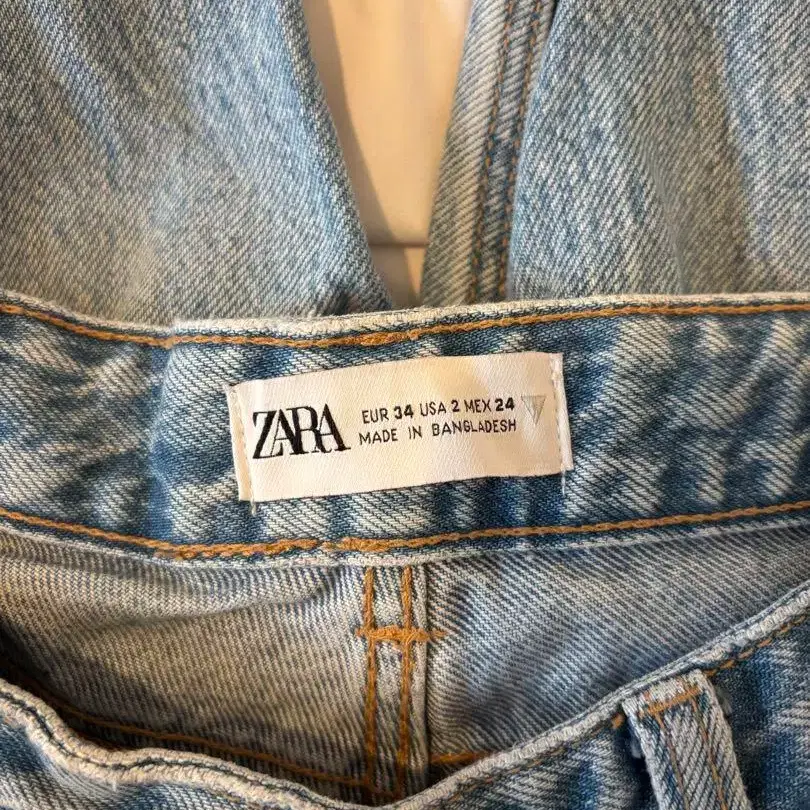 ZARA
EUR 34 USA 2 MEX 24
MADE IN BANGLADESH